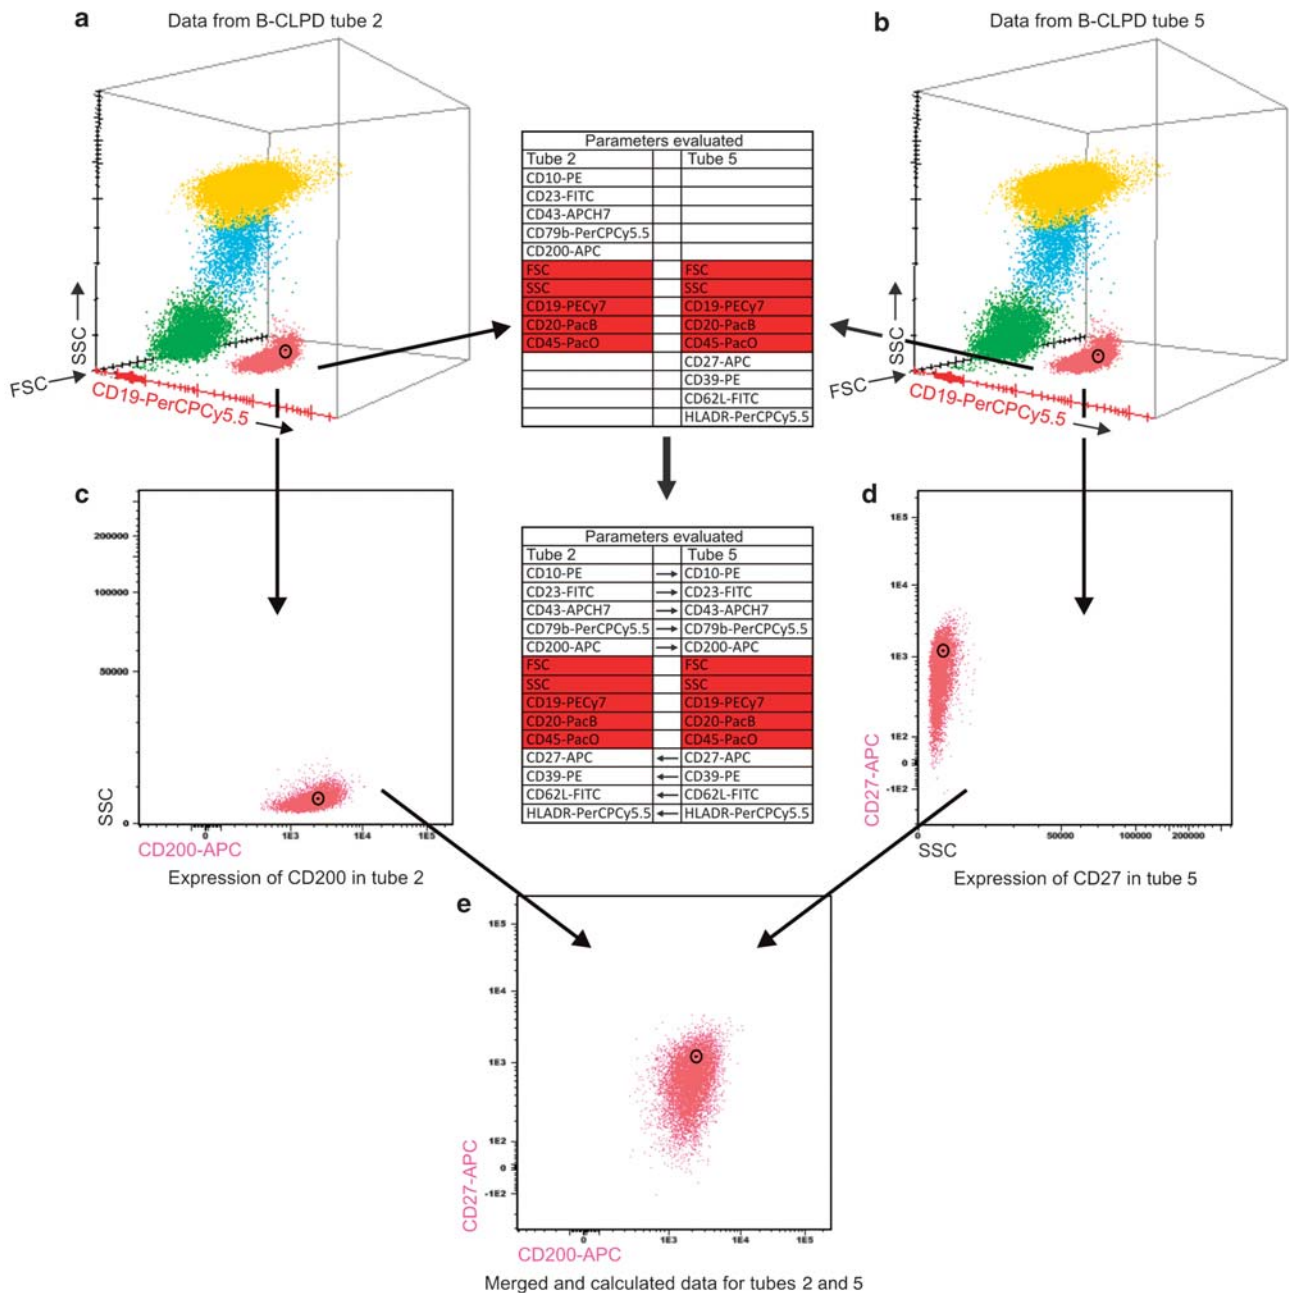 a
Data from B-CLPD tube 2
b
Data from B-CLPD tube 5
SSC
FSC
CD19-PerCPCy5.5
SSC
FSC
CD19-PerCPCy5.5
Parameters evaluated
Tube 2 Tube 5
CD10-PE
CD23-FITC
CD43-APCH7
CD79b-PerCPCy5.5
CD200-APC
FSC FSC
SSC SSC
CD19-PECy7 CD19-PECy7
CD20-PacB CD20-PacB
CD45-PacO CD45-PacO
CD27-APC
CD39-PE
CD62L-FITC
HLADR-PerCPCy5.5
Parameters evaluated
Tube 2 Tube 5
CD10-PE → CD10-PE
CD23-FITC → CD23-FITC
CD43-APCH7 → CD43-APCH7
CD79b-PerCPCy5.5 → CD79b-PerCPCy5.5
CD200-APC → CD200-APC
FSC FSC
SSC SSC
CD19-PECy7 CD19-PECy7
CD20-PacB CD20-PacB
CD45-PacO CD45-PacO
CD27-APC ← CD27-APC
CD39-PE ← CD39-PE
CD62L-FITC ← CD62L-FITC
HLADR-PerCPCy5.5 ← HLADR-PerCPCy5.5
c
200000
100000
50000
0
SSC
0 1E3 1E4 1E5
CD200-APC
Expression of CD200 in tube 2
d
1E5
1E4
1E3
1E2
0
-1E2
CD27-APC
0 50000 100000 200000
SSC
Expression of CD27 in tube 5
e
1E5
1E4
1E3
1E2
0
-1E2
CD27-APC
0 1E3 1E4 1E5
CD200-APC
Merged and calculated data for tubes 2 and 5